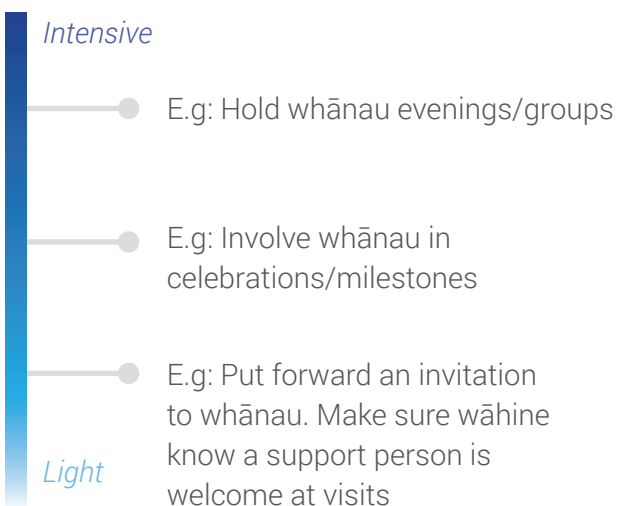 Intensive
E.g: Hold whānau evenings/groups
E.g: Involve whānau in
celebrations/milestones
E.g: Put forward an invitation
to whānau. Make sure wāhine
know a support person is
welcome at visits
Light